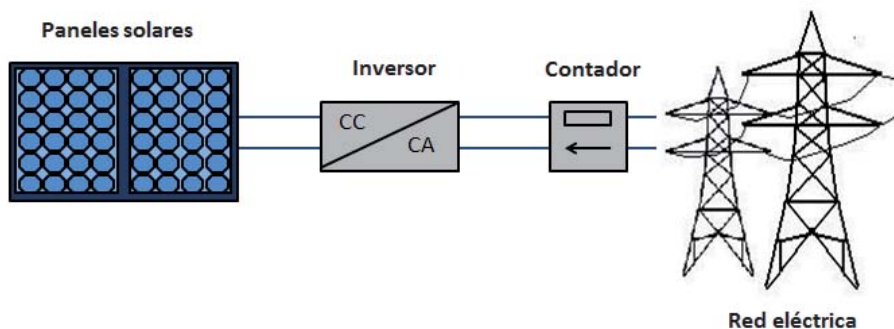 Paneles solares
Inversor
Contador
CC
CA
Red eléctrica